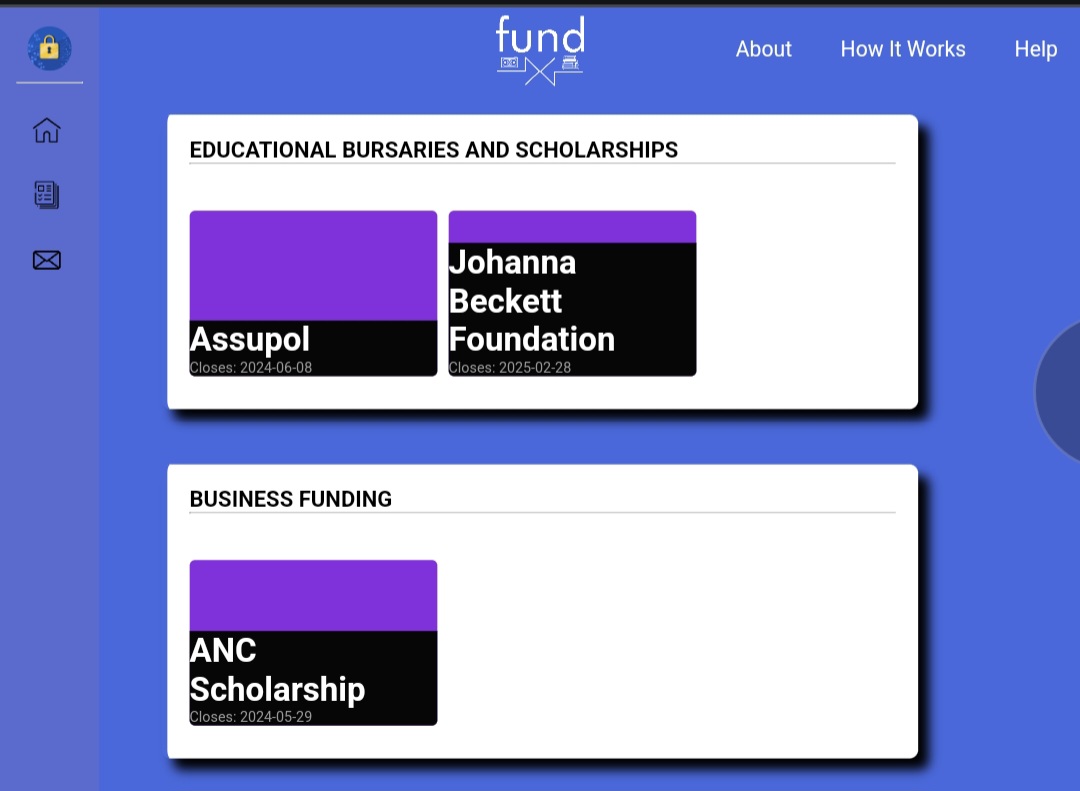 fund
About
How It Works
Help
EDUCATIONAL BURSARIES AND SCHOLARSHIPS
Assupol
Closes: 2024-06-08
Johanna
Beckett
Foundation
Closes: 2025-02-28
BUSINESS FUNDING
ANC
Scholarship
Closes: 2024-05-29